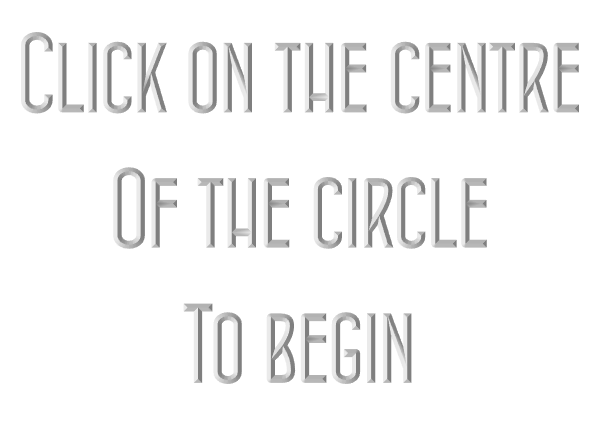 Click on the centre
Of the circle
To begin